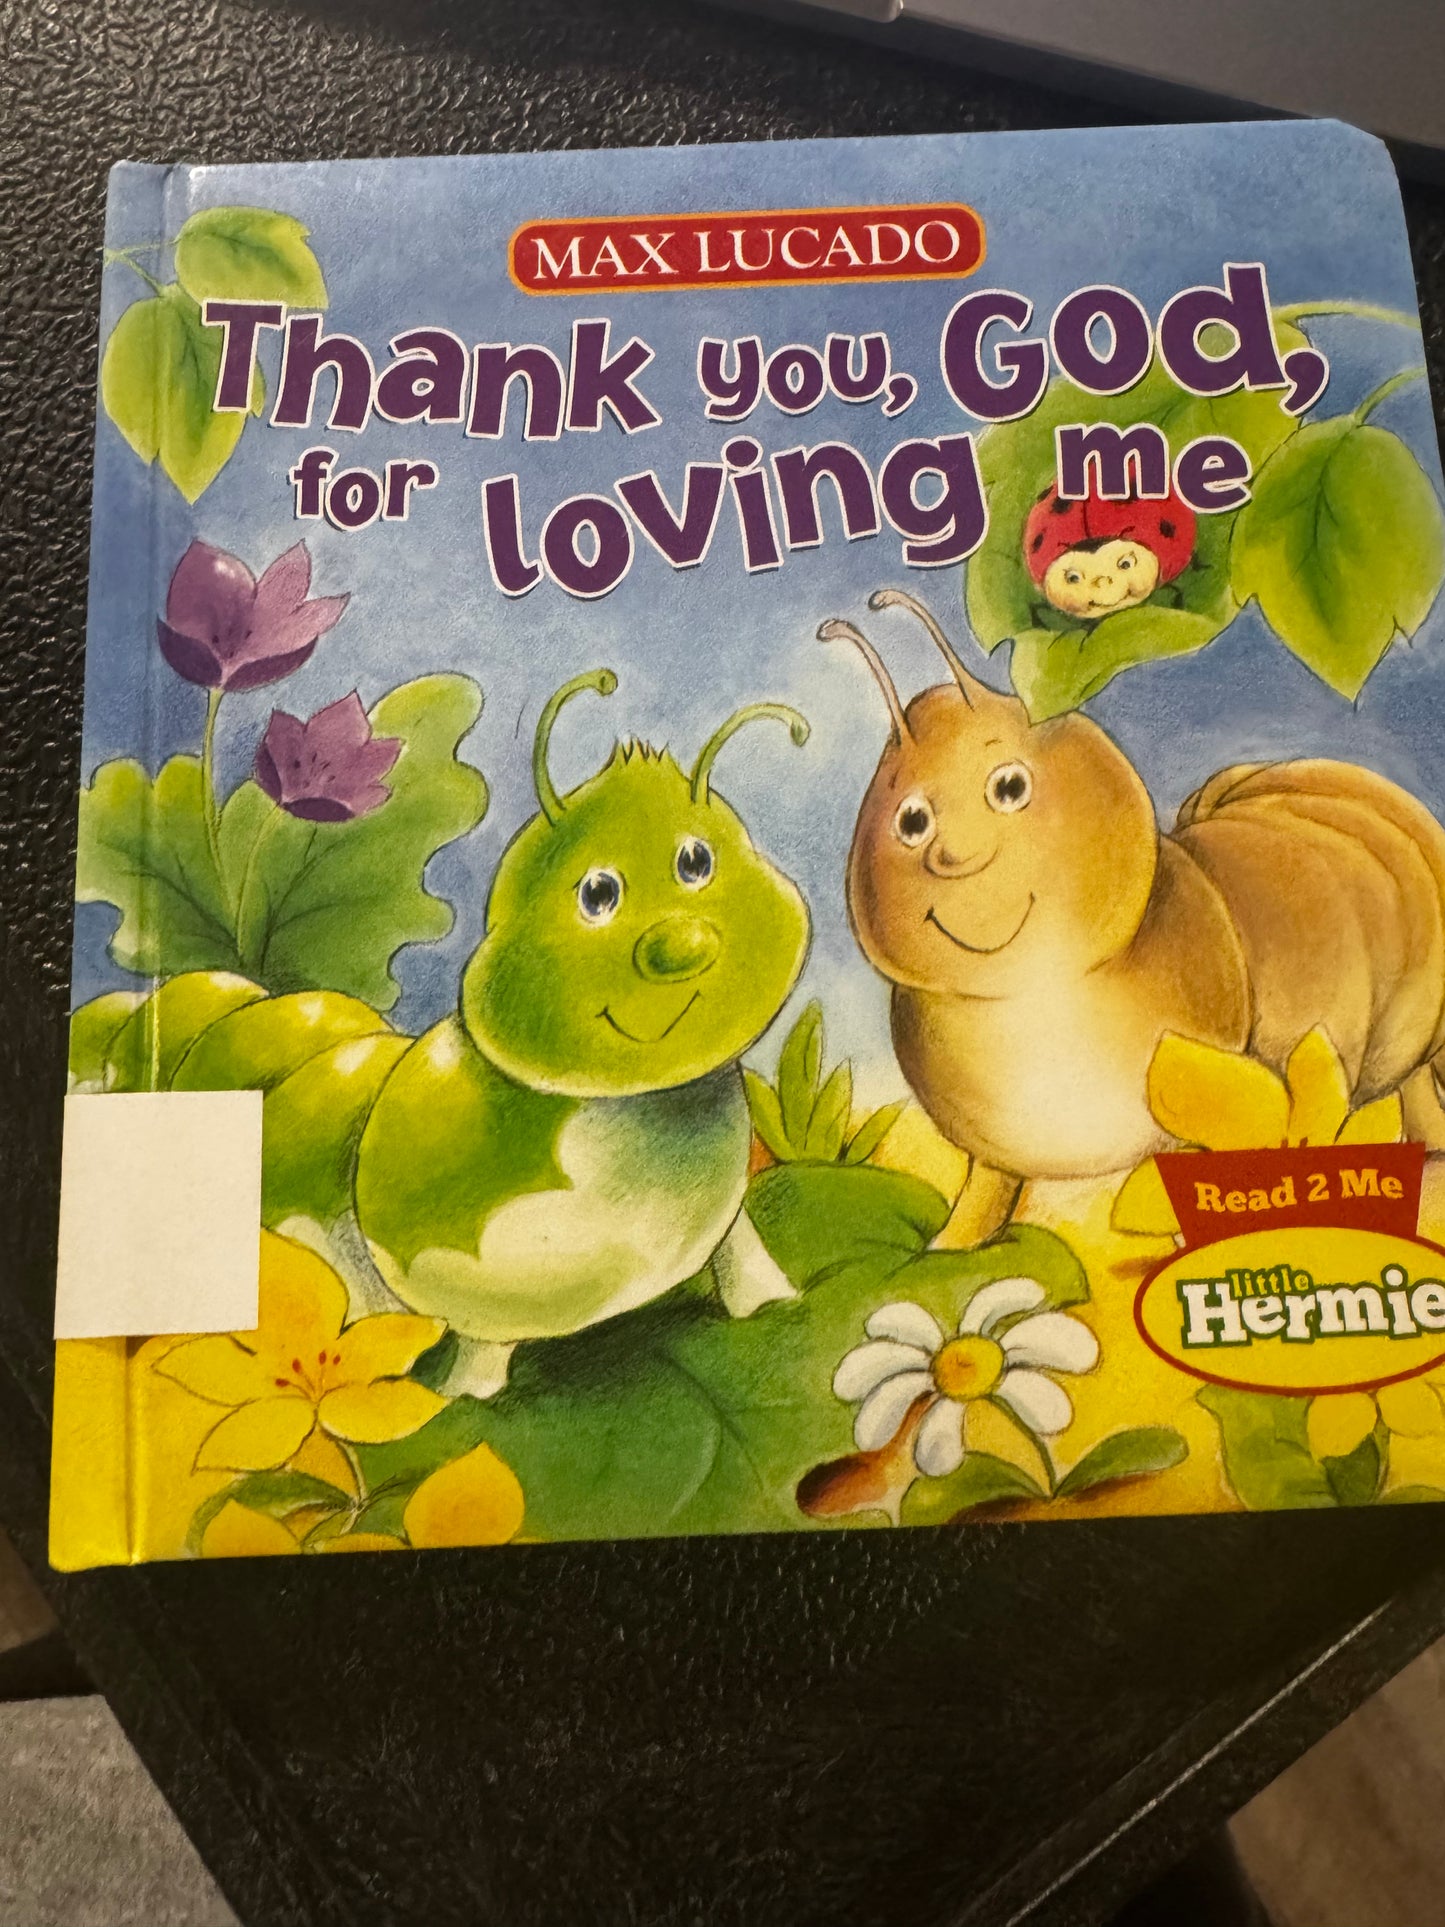 MAX LUCADO
Thank you, God,
for loving me
Read 2 Me
little
Hermie